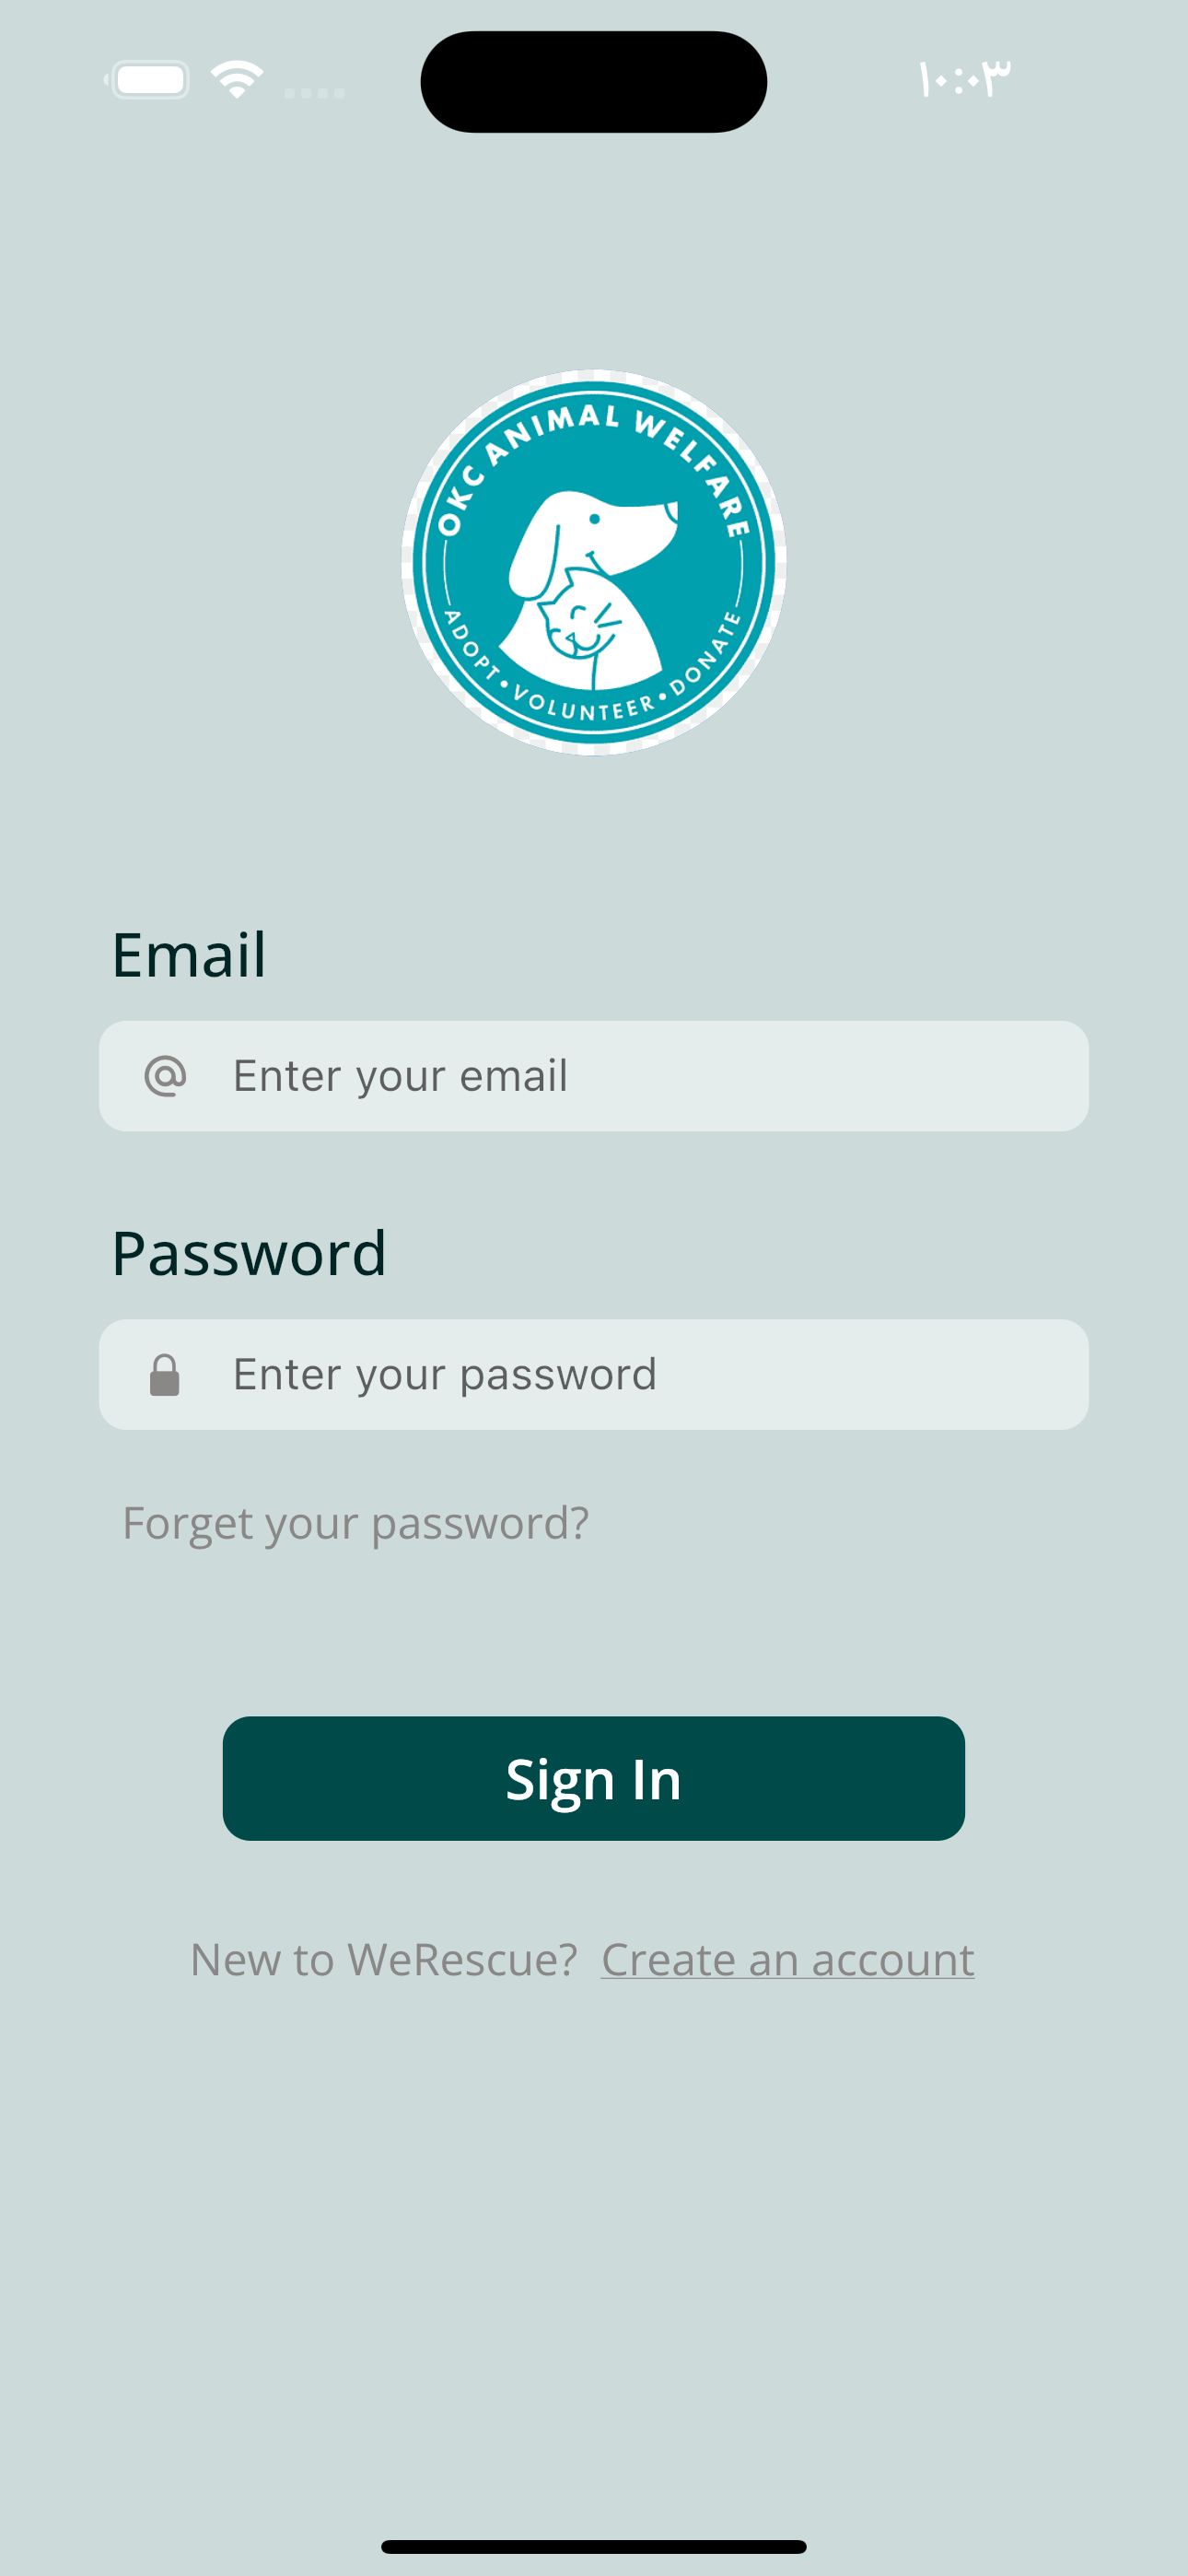 ١٠:٠٣
OKC ANIMAL WELFARE
ADOPT • VOLUNTEER • DONATE
Email
Enter your email
Password
Enter your password
Forget your password?
Sign In
New to WeRescue? Create an account